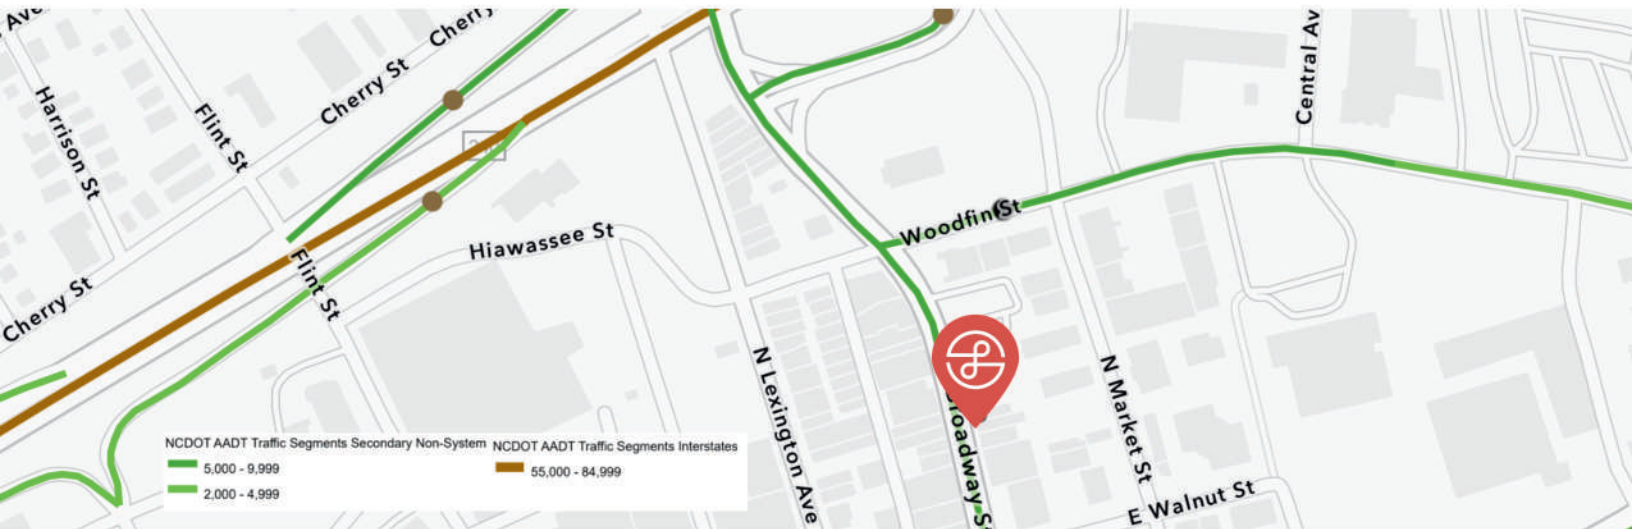 Ave
Cherry
Cherry St
Harrison St
Flint St
Central Av
Woodfin St
Hiawassee St
Flint St
Cherry St
N Lexington Ave
Broadway S
N Market St
E Walnut St
NCDOT AADT Traffic Segments Secondary Non-System
5,000 - 9,999
2,000 - 4,999
NCDOT AADT Traffic Segments Interstates
55,000 - 84,999